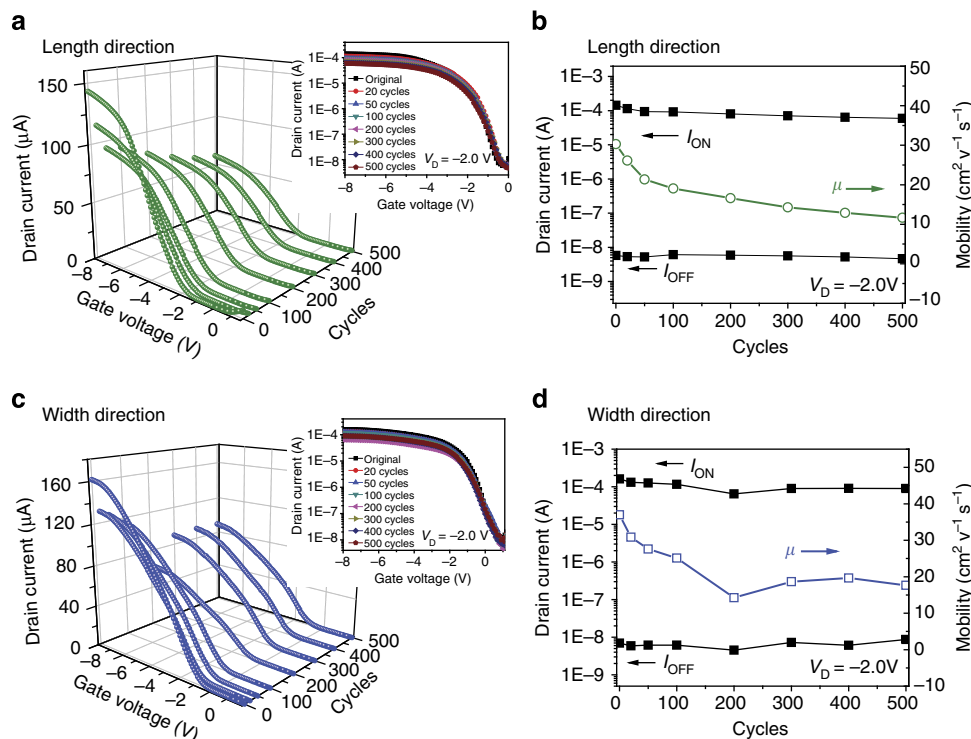 a
Length direction
Drain current (μA)
150
100
50
0
−8
−6
−4
−2
0
Gate voltage (V)
0
100
200
300
400
500
Cycles
Drain current (A)
1E−4
1E−5
1E−6
1E−7
1E−8
Original
20 cycles
50 cycles
100 cycles
200 cycles
300 cycles
400 cycles
500 cycles
VD = −2.0 V
−8 −6 −4 −2 0
Gate voltage (V)
b
Length direction
Drain current (A)
1E−3
1E−4
1E−5
1E−6
1E−7
1E−8
1E−9
ION
μ
IOFF
VD = −2.0V
50
40
30
20
10
0
−10
Mobility (cm² v⁻¹ s⁻¹)
0 100 200 300 400 500
Cycles
c
Width direction
Drain current (μA)
160
120
80
40
0
−8
−6
−4
−2
0
Gate voltage (V)
0
100
200
300
400
500
Cycles
Drain current (A)
1E−4
1E−5
1E−6
1E−7
1E−8
Original
20 cycles
50 cycles
100 cycles
200 cycles
300 cycles
400 cycles
500 cycles
VD = −2.0 V
−8 −6 −4 −2 0
Gate voltage (V)
d
Width direction
Drain current (A)
1E−3
1E−4
1E−5
1E−6
1E−7
1E−8
1E−9
ION
μ
IOFF
VD = −2.0V
50
40
30
20
10
0
−10
Mobility (cm² v⁻¹ s⁻¹)
0 100 200 300 400 500
Cycles